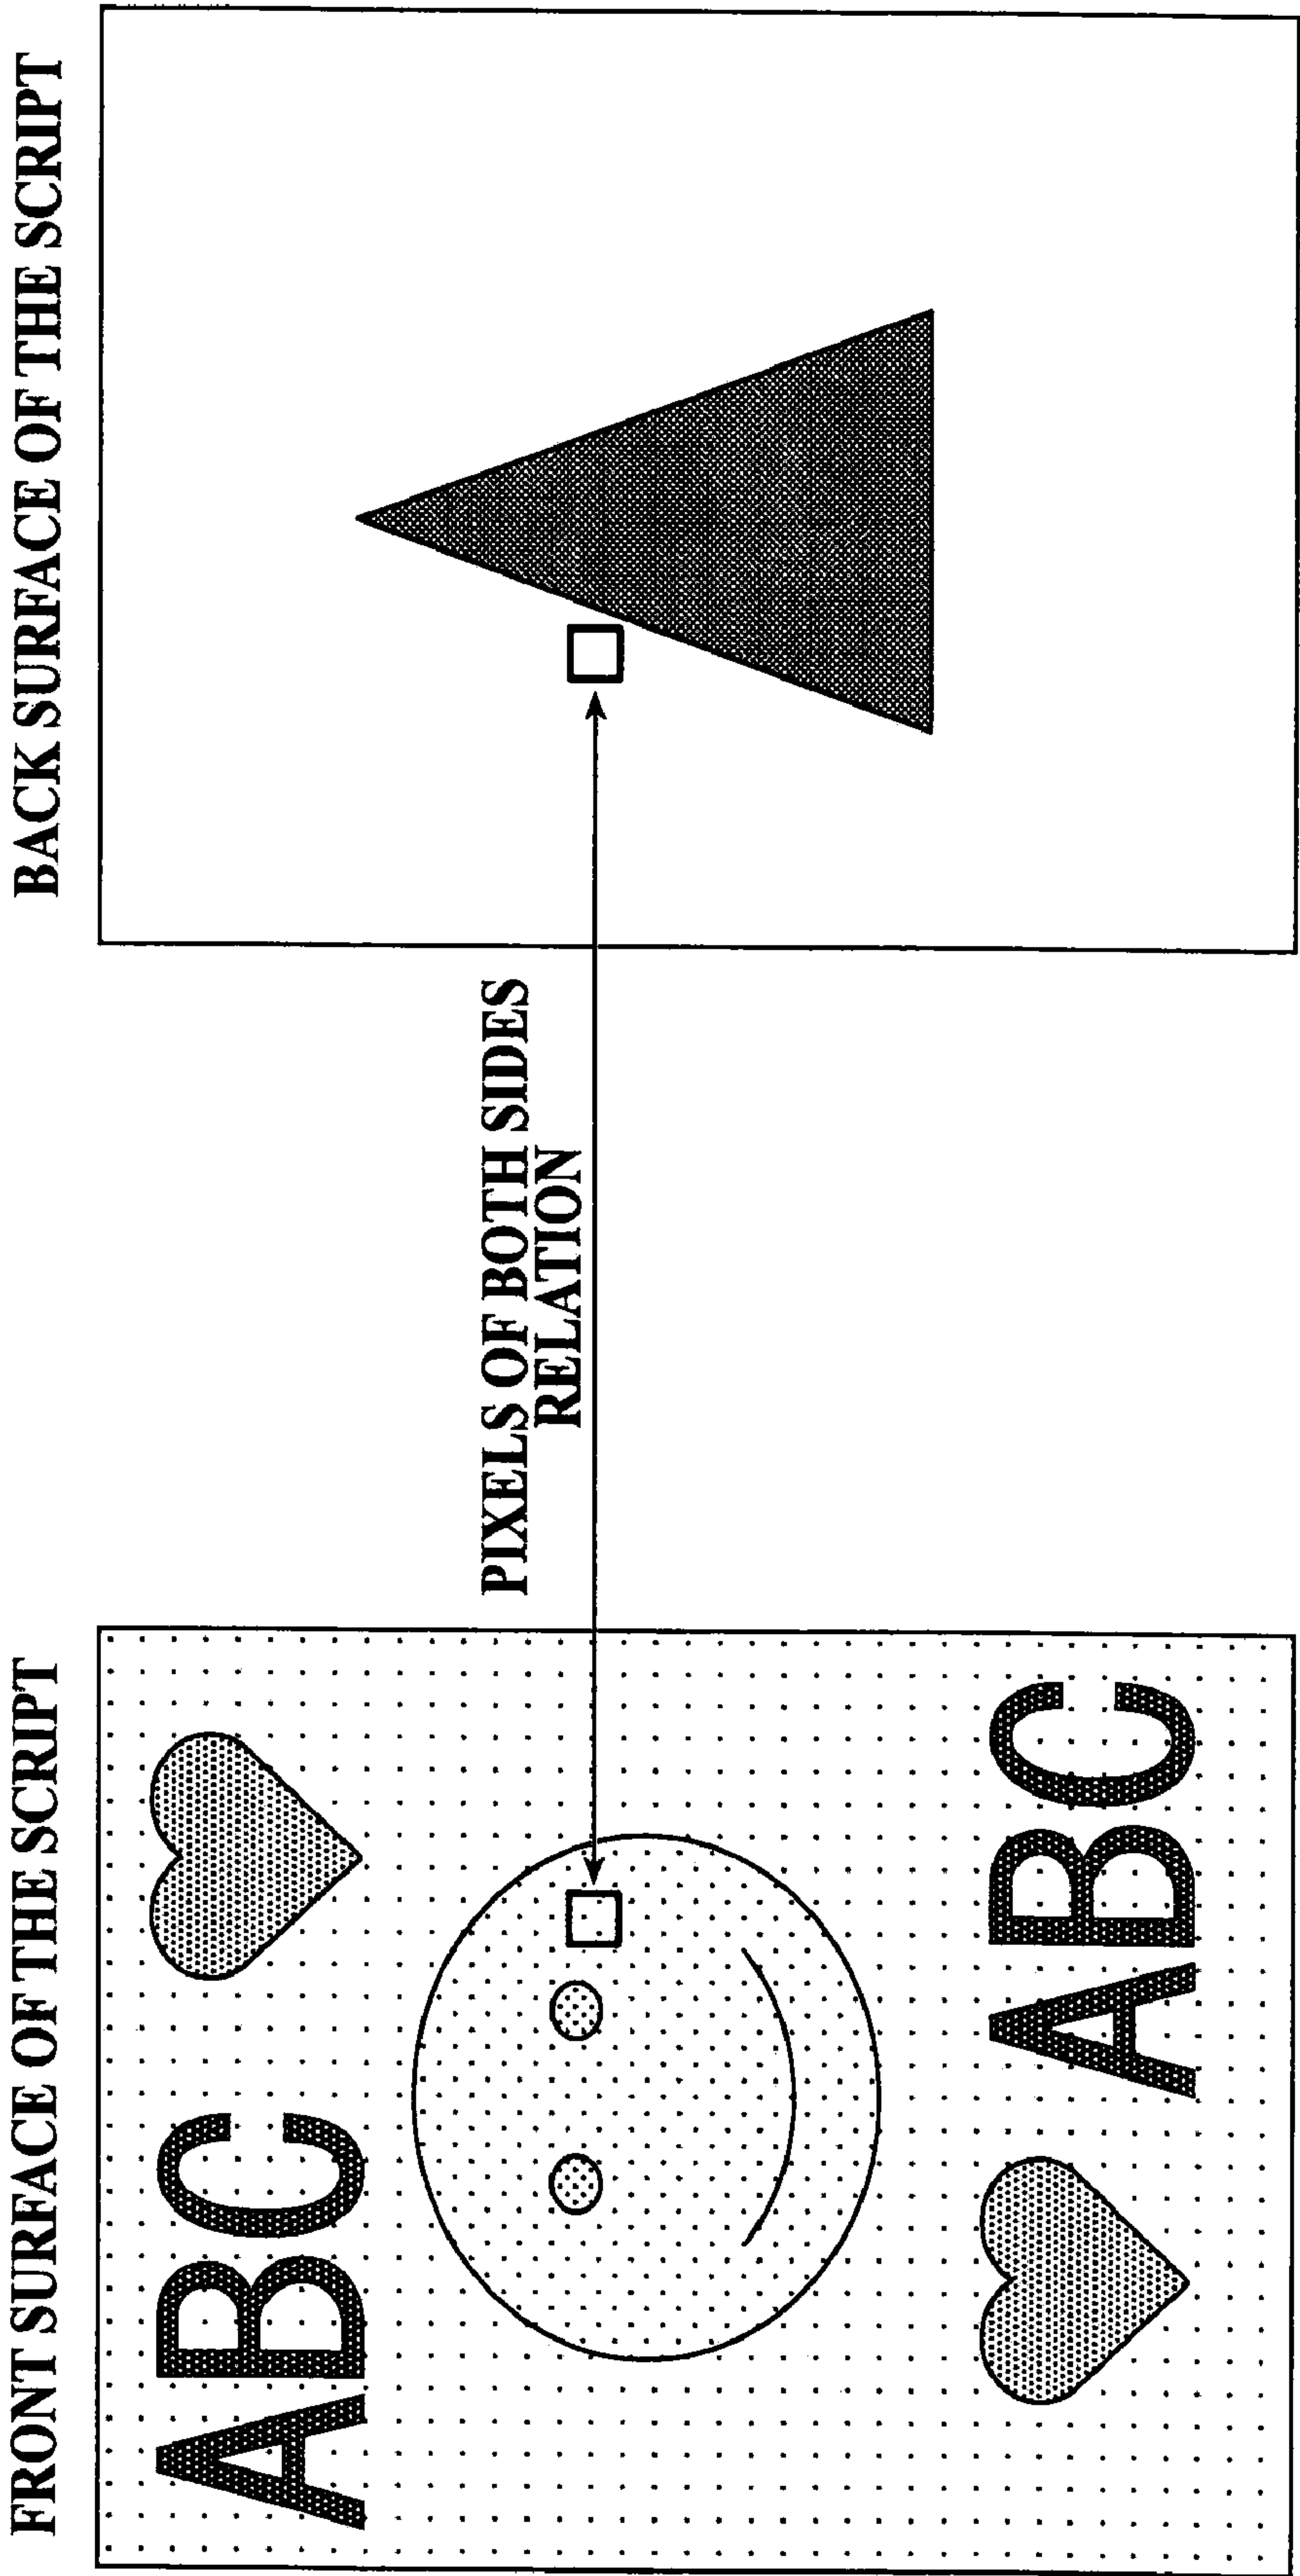 FRONT SURFACE OF THE SCRIPT
ABC
ABC
PIXELS OF BOTH SIDES
RELATION
BACK SURFACE OF THE SCRIPT